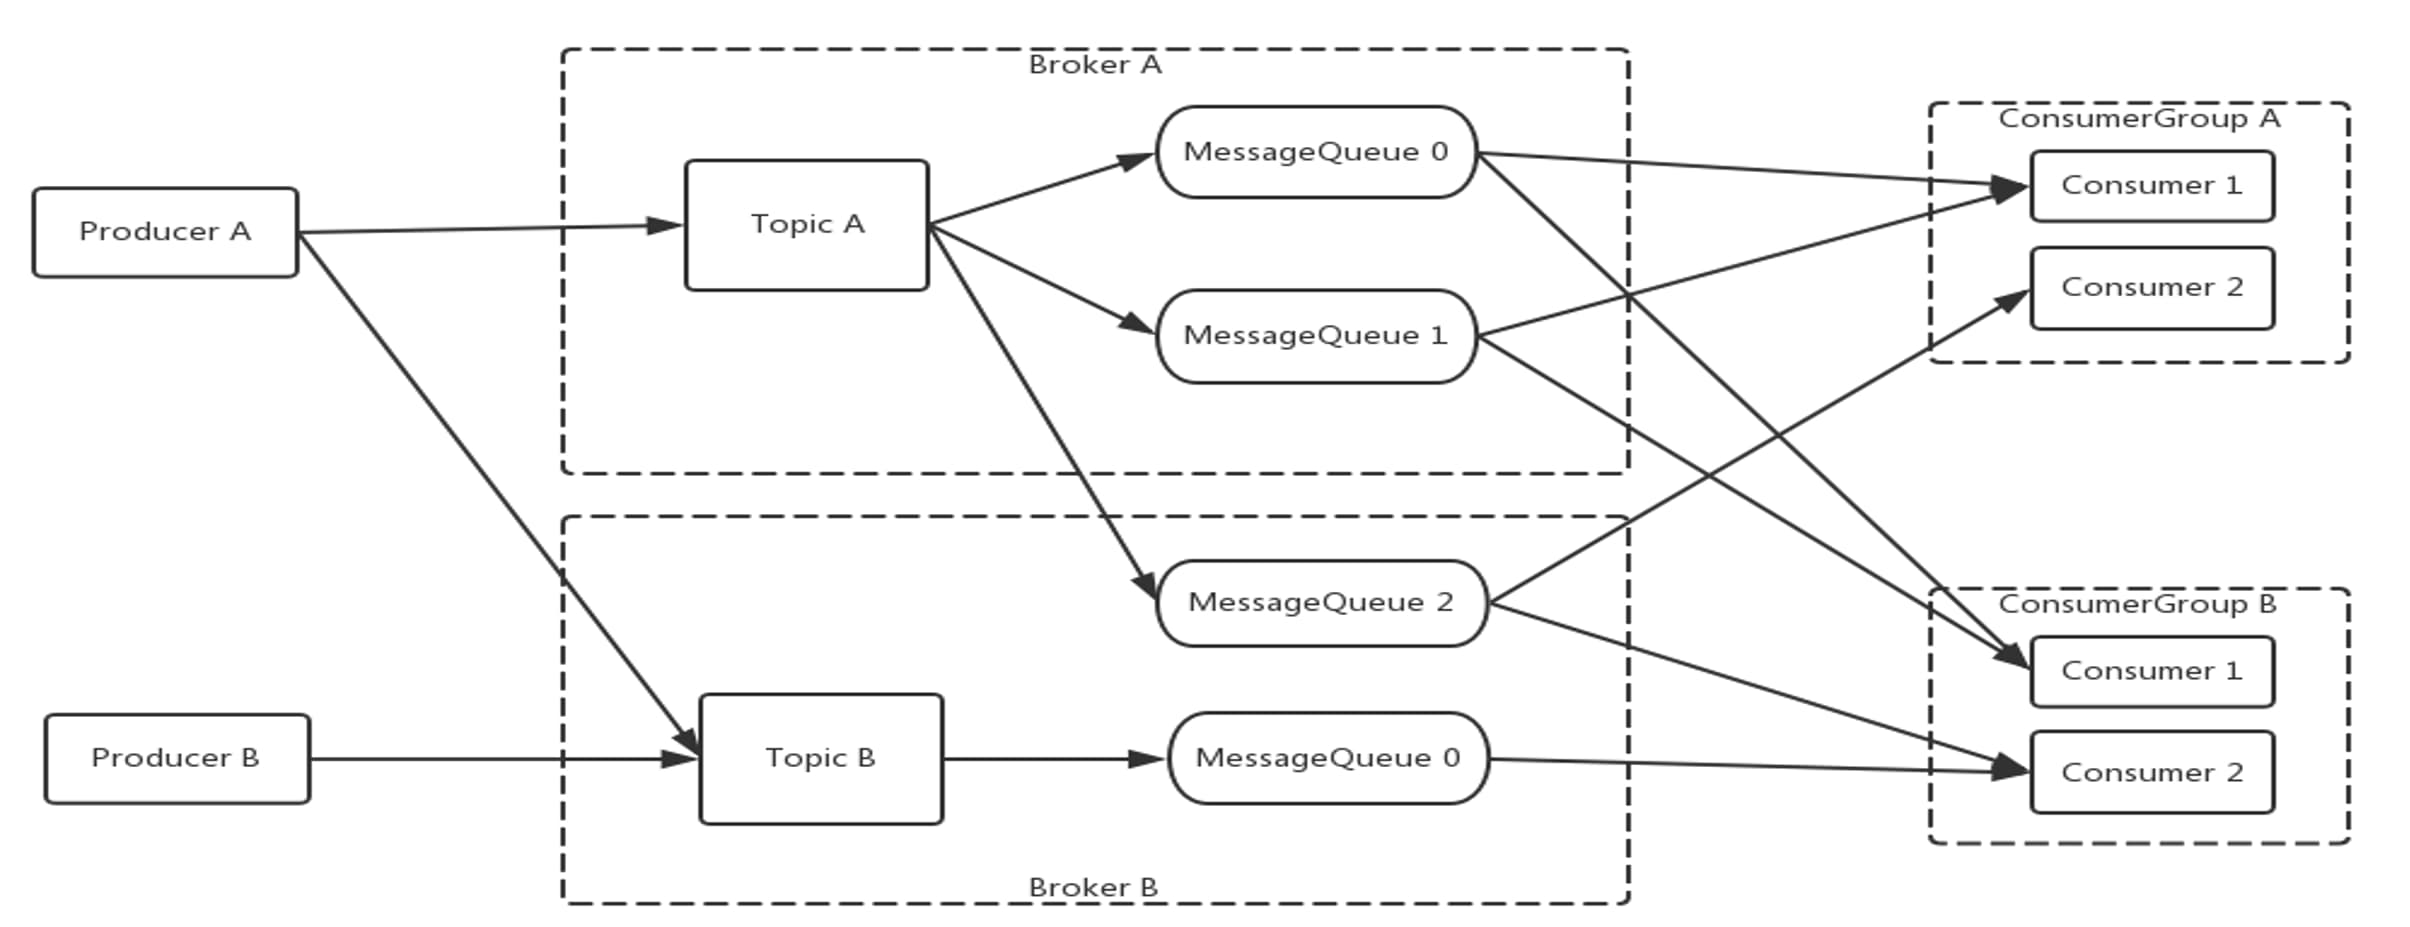 Broker A
ConsumerGroup A
MessageQueue 0
Consumer 1
Producer A
Topic A
Consumer 2
MessageQueue 1
MessageQueue 2
ConsumerGroup B
Consumer 1
Producer B
Topic B
MessageQueue 0
Consumer 2
Broker B